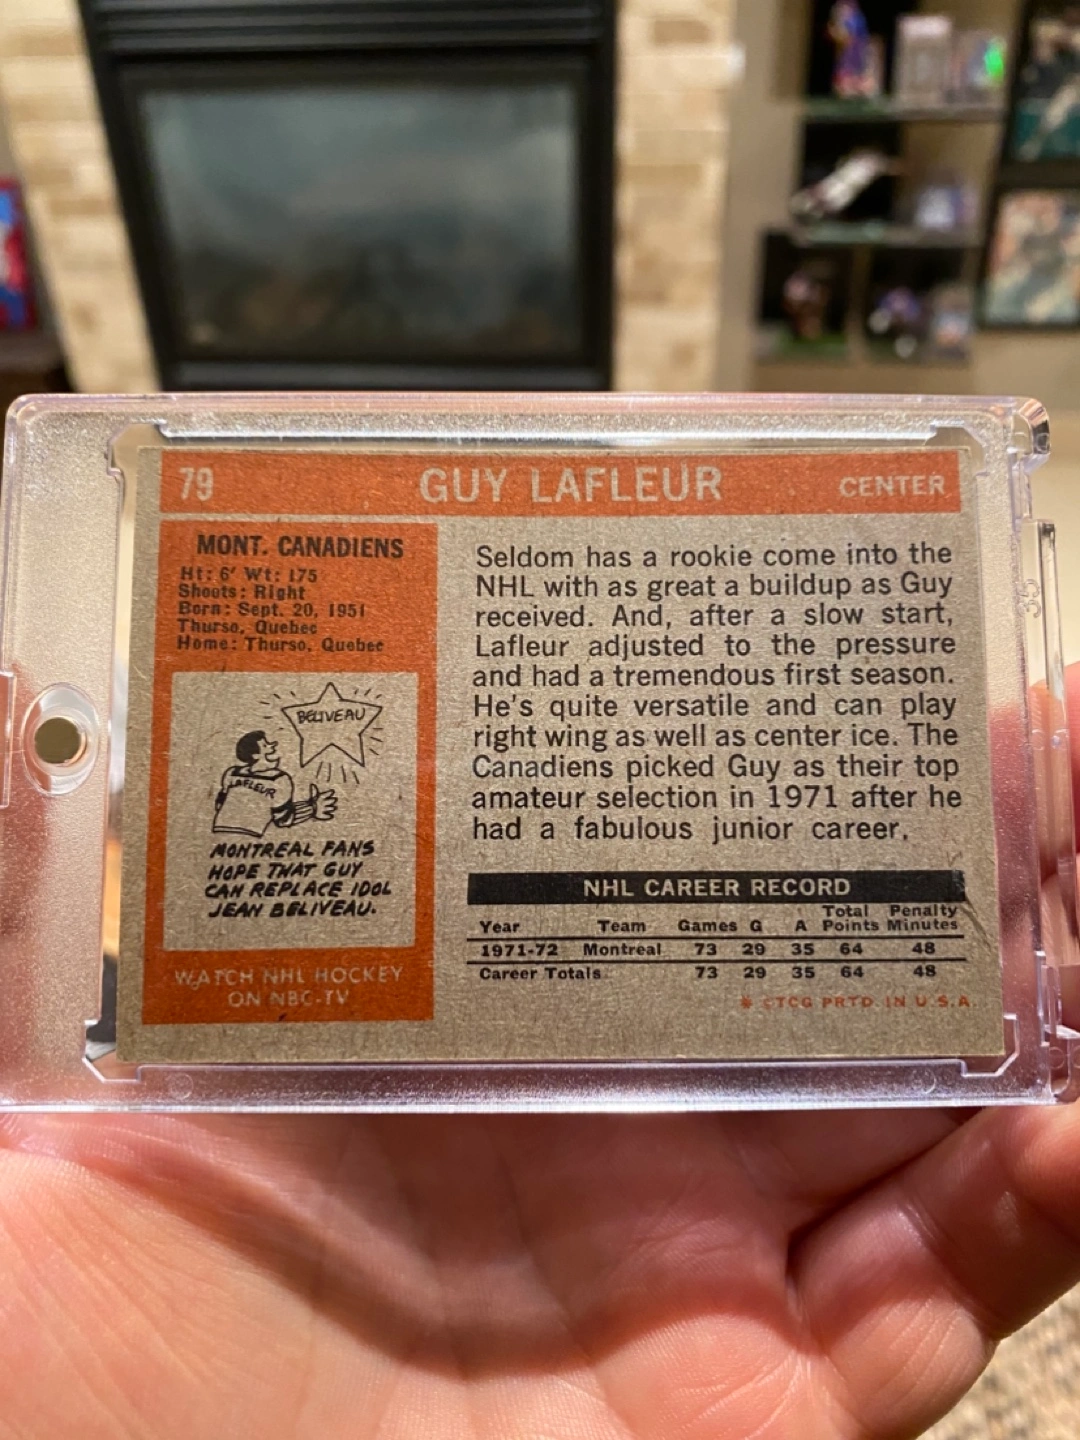 79 GUY LAFLEUR CENTER
MONT. CANADIENS
Ht: 6' Wt: 175
Shoots: Right
Born: Sept. 20, 1951
Thurso, Quebec
Home: Thurso, Quebec
BELIVEAU
LAFLEUR
MONTREAL FANS
HOPE THAT GUY
CAN REPLACE IDOL
JEAN BELIVEAU.
WATCH NHL HOCKEY
ON NBC-TV
Seldom has a rookie come into the
NHL with as great a buildup as Guy
received. And, after a slow start,
Lafleur adjusted to the pressure
and had a tremendous first season.
He's quite versatile and can play
right wing as well as center ice. The
Canadiens picked Guy as their top
amateur selection in 1971 after he
had a fabulous junior career.
NHL CAREER RECORD
Year Team Games G A Total Points Penalty Minutes
1971-72 Montreal 73 29 35 64 48
Career Totals 73 29 35 64 48
* ©TCG PRTD. IN U.S.A.
35